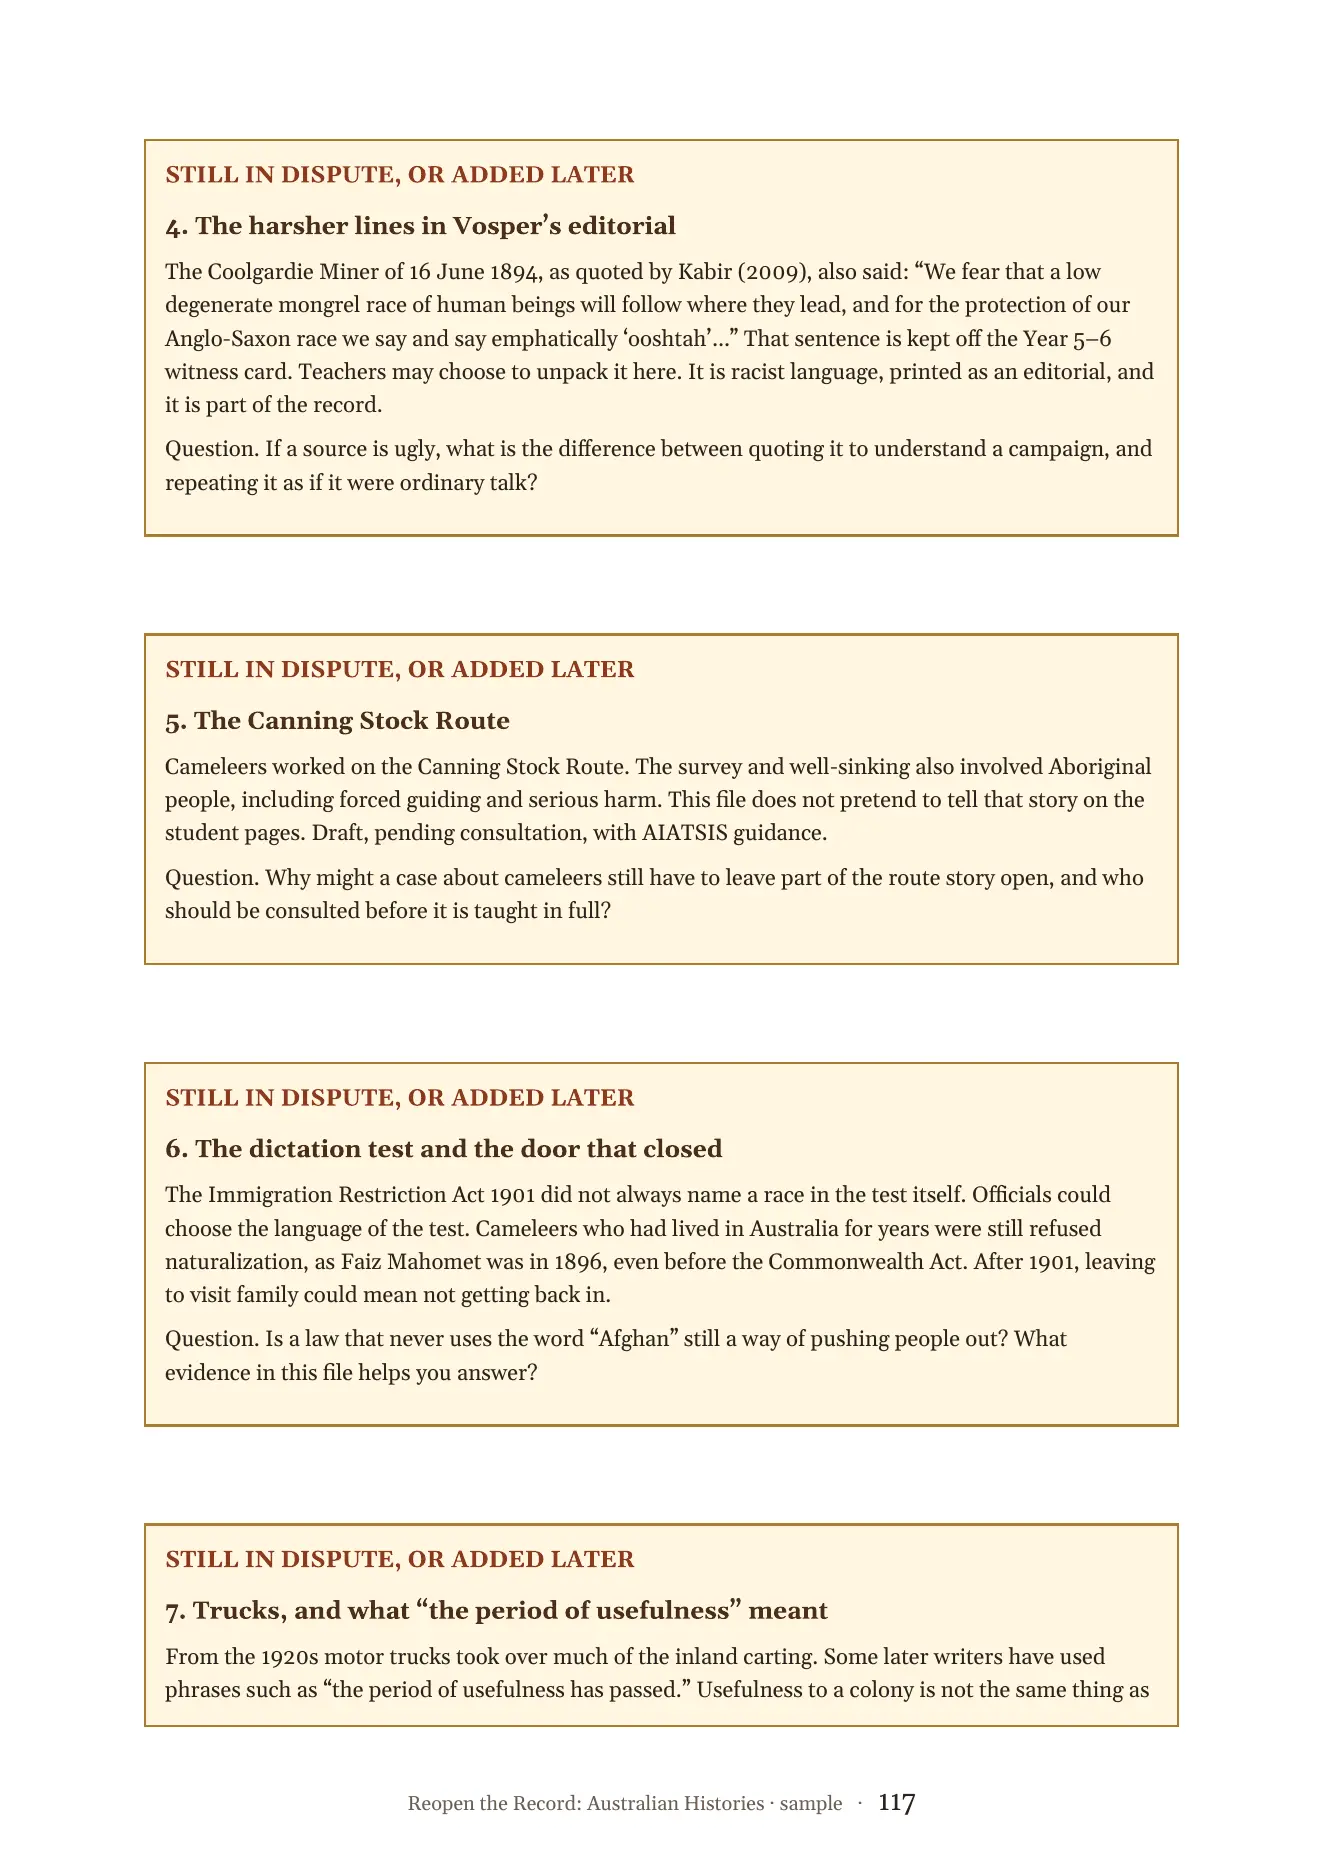 STILL IN DISPUTE, OR ADDED LATER
4. The harsher lines in Vosper’s editorial
The Coolgardie Miner of 16 June 1894, as quoted by Kabir (2009), also said: “We fear that a low
degenerate mongrel race of human beings will follow where they lead, and for the protection of our
Anglo-Saxon race we say and say emphatically ‘ooshtah’…” That sentence is kept off the Year 5–6
witness card. Teachers may choose to unpack it here. It is racist language, printed as an editorial, and
it is part of the record.
Question. If a source is ugly, what is the difference between quoting it to understand a campaign, and
repeating it as if it were ordinary talk?
STILL IN DISPUTE, OR ADDED LATER
5. The Canning Stock Route
Cameleers worked on the Canning Stock Route. The survey and well-sinking also involved Aboriginal
people, including forced guiding and serious harm. This file does not pretend to tell that story on the
student pages. Draft, pending consultation, with AIATSIS guidance.
Question. Why might a case about cameleers still have to leave part of the route story open, and who
should be consulted before it is taught in full?
STILL IN DISPUTE, OR ADDED LATER
6. The dictation test and the door that closed
The Immigration Restriction Act 1901 did not always name a race in the test itself. Officials could
choose the language of the test. Cameleers who had lived in Australia for years were still refused
naturalization, as Faiz Mahomet was in 1896, even before the Commonwealth Act. After 1901, leaving
to visit family could mean not getting back in.
Question. Is a law that never uses the word “Afghan” still a way of pushing people out? What
evidence in this file helps you answer?
STILL IN DISPUTE, OR ADDED LATER
7. Trucks, and what “the period of usefulness” meant
From the 1920s motor trucks took over much of the inland carting. Some later writers have used
phrases such as “the period of usefulness has passed.” Usefulness to a colony is not the same thing as
Reopen the Record: Australian Histories · sample · 117